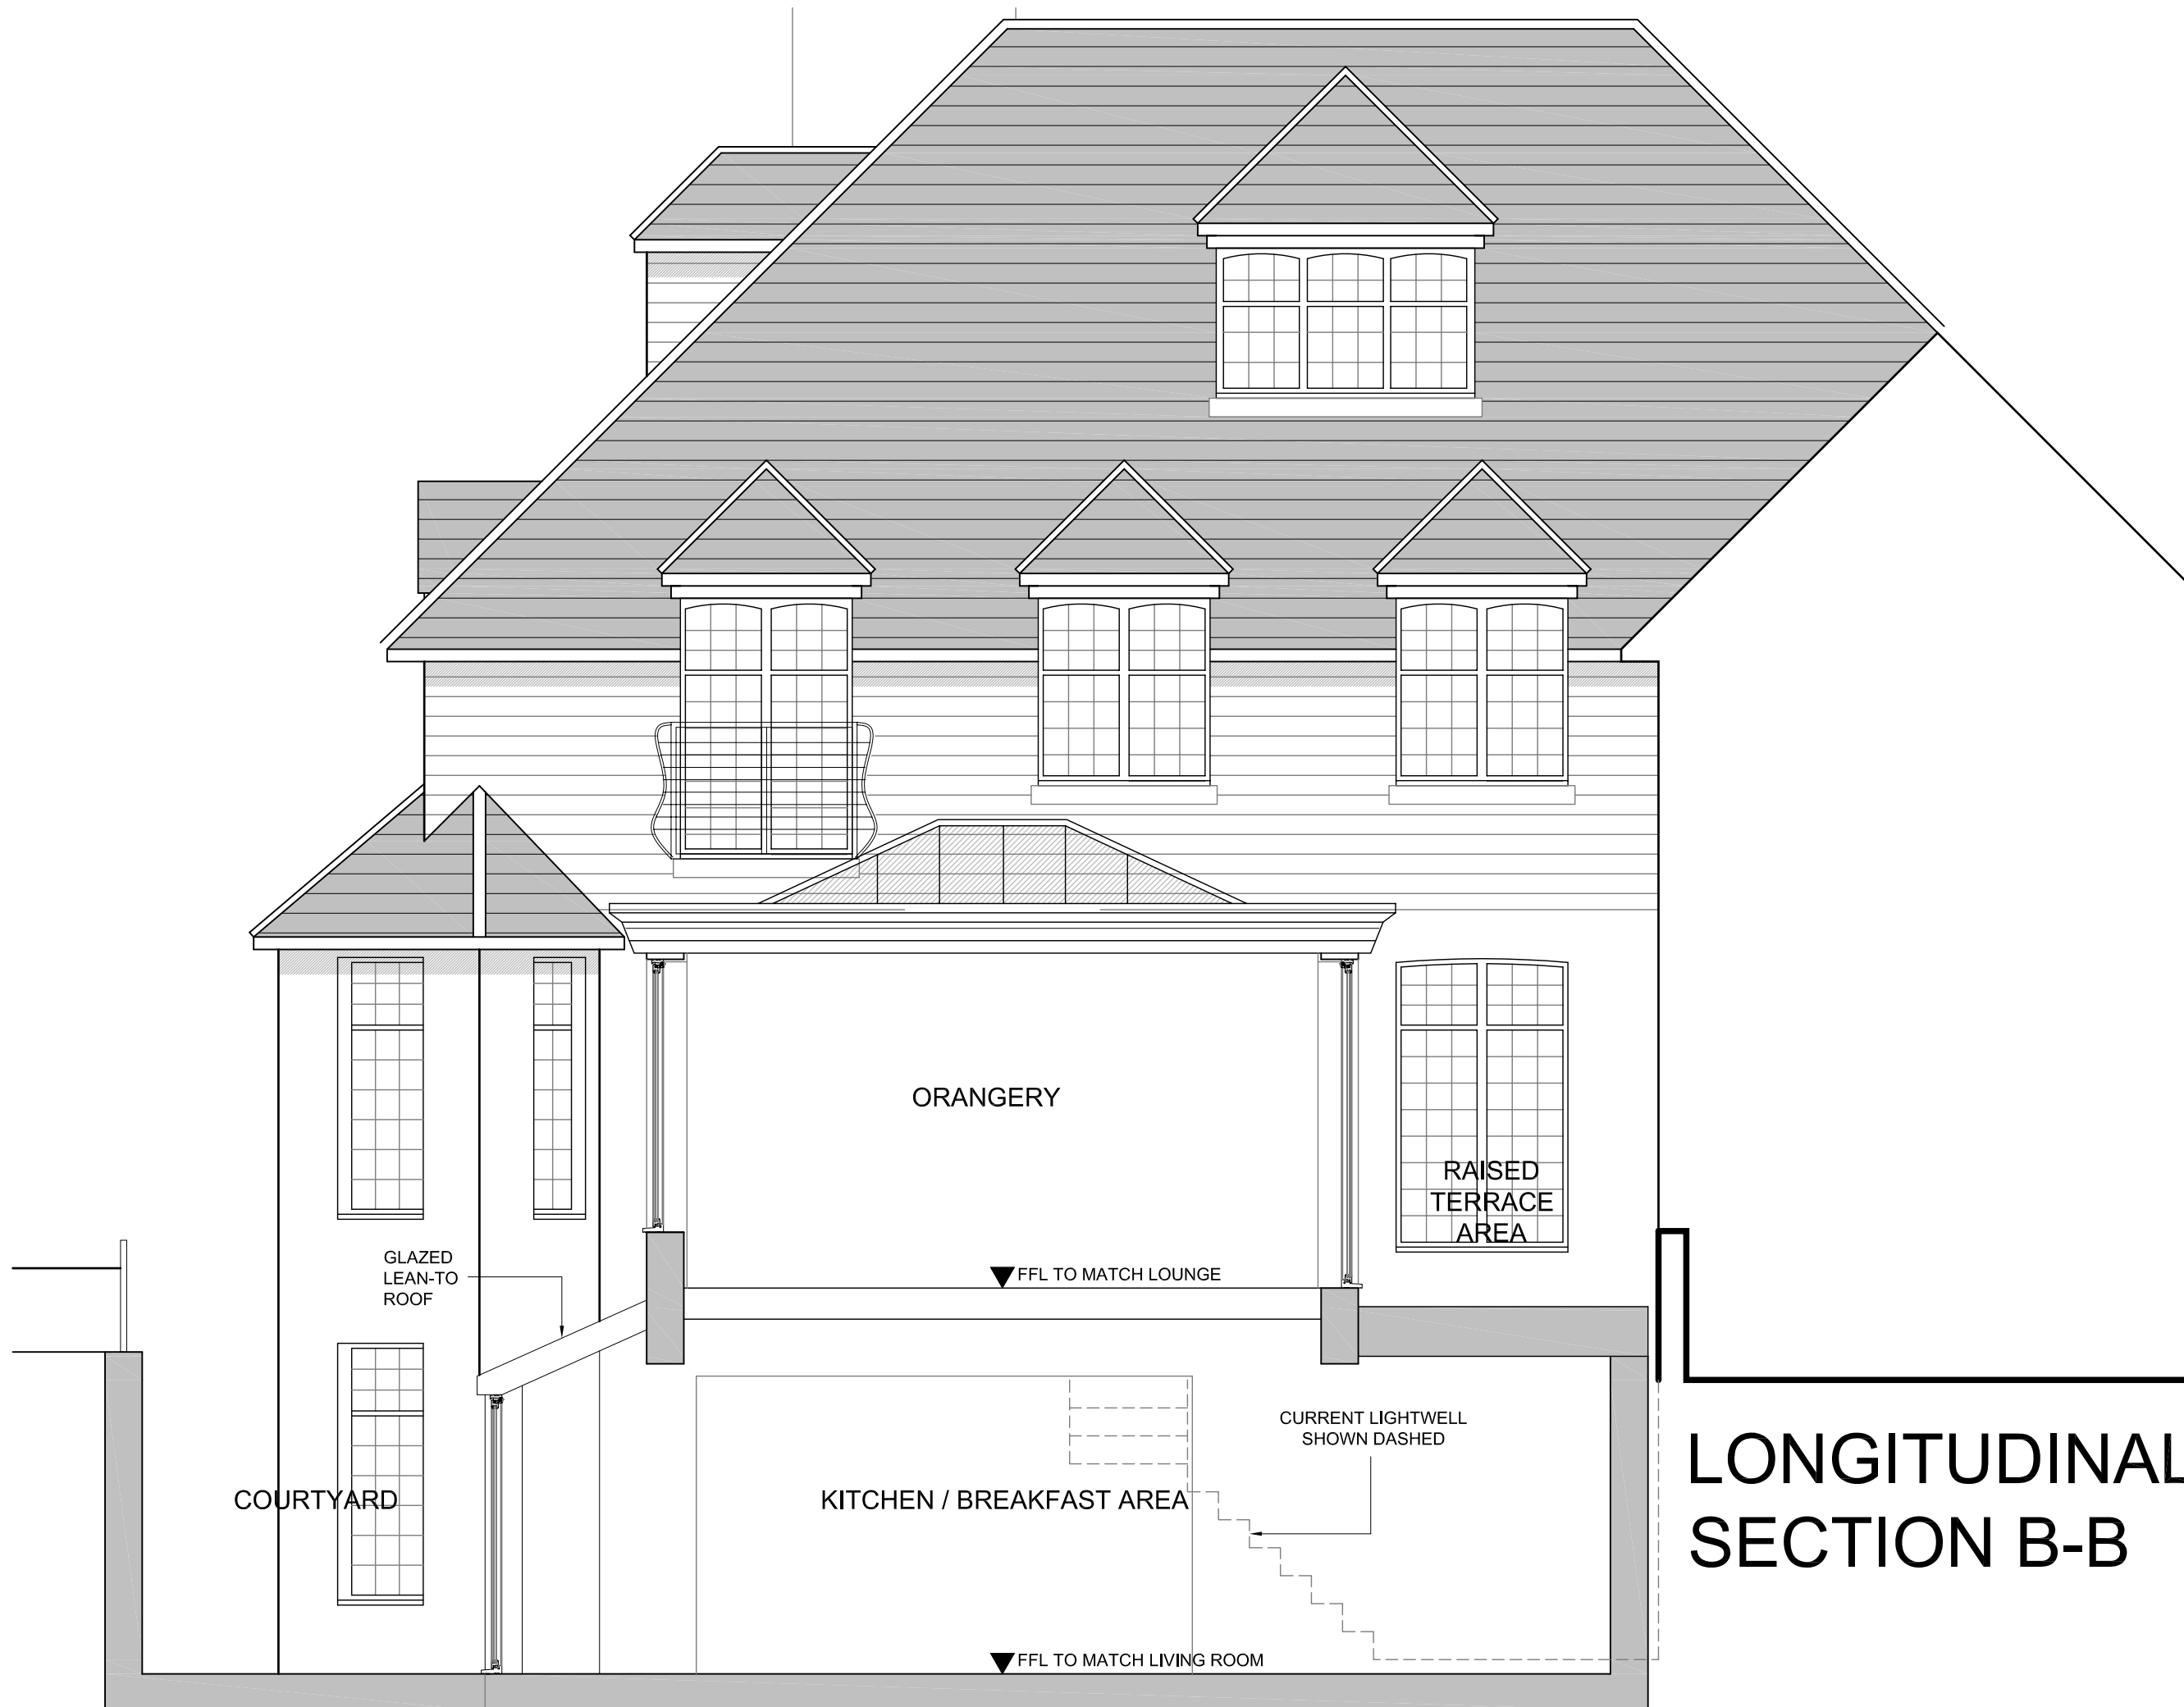 ORANGERY
RAISED
TERRACE
AREA
GLAZED
LEAN-TO
ROOF
FFL TO MATCH LOUNGE
CURRENT LIGHTWELL
SHOWN DASHED
COURTYARD
KITCHEN / BREAKFAST AREA
LONGITUDINAL
SECTION B-B
FFL TO MATCH LIVING ROOM